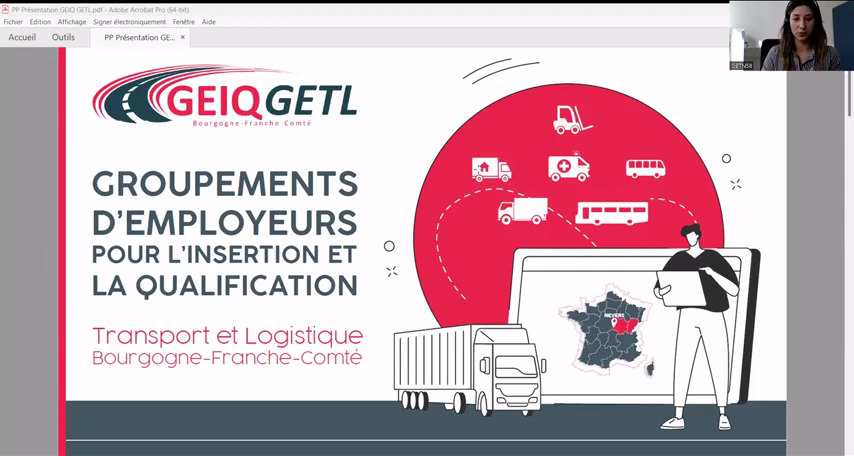 PP Présentation GEIQ GETL.pdf - Adobe Acrobat Pro (64-bit)
Fichier Edition Affichage Signer électroniquement Fenêtre Aide
Accueil Outils PP Présentation GE... ×
GEIQ GETL
Bourgogne-Franche-Comté
GROUPEMENTS
D'EMPLOYEURS
POUR L'INSERTION ET
LA QUALIFICATION
Transport et Logistique
Bourgogne-Franche-Comté
NEVERS